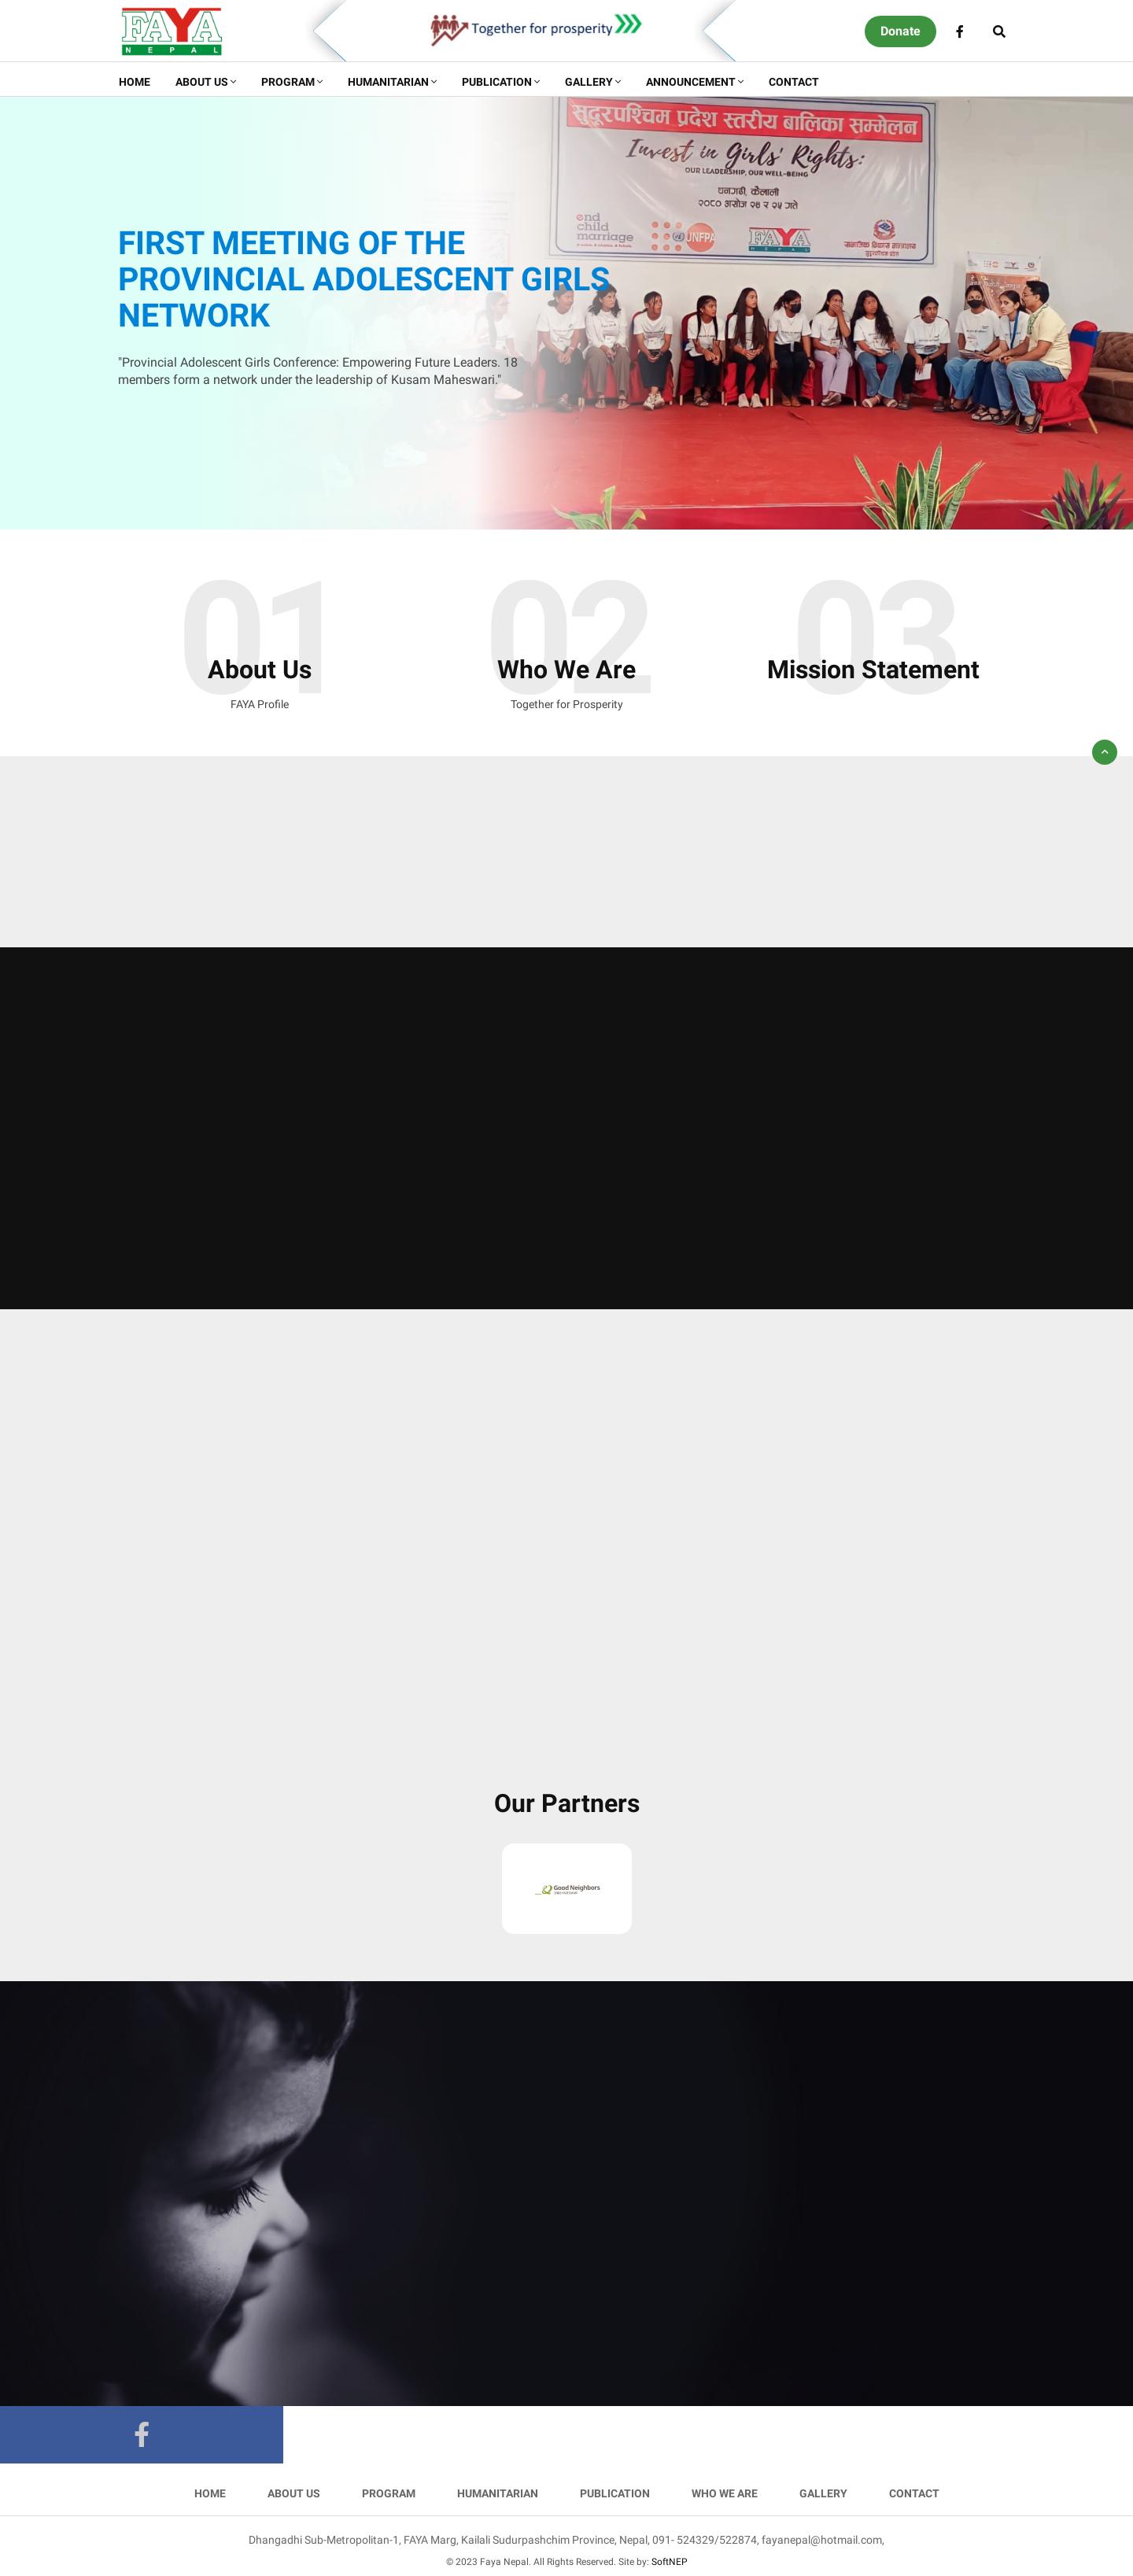 FAYA
NEPAL
Together for prosperity
Donate
HOME ABOUT US PROGRAM HUMANITARIAN PUBLICATION GALLERY ANNOUNCEMENT CONTACT
सुदूरपश्चिम प्रदेश स्तरीय बालिका सम्मेलन
Invest in Girls' Rights:
OUR LEADERSHIP, OUR WELL-BEING
धनगढी, कैलाली
२०८० असोज २४ र २५ गते
end child marriage
UNFPA
FAYA
NEPAL
FIRST MEETING OF THE
PROVINCIAL ADOLESCENT GIRLS
NETWORK
"Provincial Adolescent Girls Conference: Empowering Future Leaders. 18
members form a network under the leadership of Kusam Maheswari."
01
About Us
FAYA Profile
02
Who We Are
Together for Prosperity
03
Mission Statement
Our Partners
Good Neighbors
International
HOME ABOUT US PROGRAM HUMANITARIAN PUBLICATION WHO WE ARE GALLERY CONTACT
Dhangadhi Sub-Metropolitan-1, FAYA Marg, Kailali Sudurpashchim Province, Nepal, 091- 524329/522874, fayanepal@hotmail.com,
© 2023 Faya Nepal. All Rights Reserved. Site by: SoftNEP